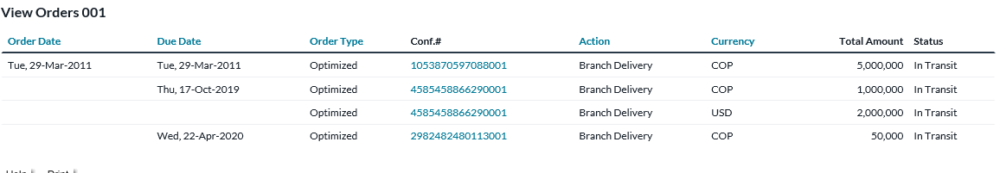 View Orders 001
Order Date Due Date Order Type Conf.# Action Currency Total Amount Status
Tue, 29-Mar-2011 Tue, 29-Mar-2011 Optimized 1053870597088001 Branch Delivery COP 5,000,000 In Transit
Thu, 17-Oct-2019 Optimized 4585458866290001 Branch Delivery COP 1,000,000 In Transit
Optimized 4585458866290001 Branch Delivery USD 2,000,000 In Transit
Wed, 22-Apr-2020 Optimized 2982482480113001 Branch Delivery COP 50,000 In Transit
Help Print